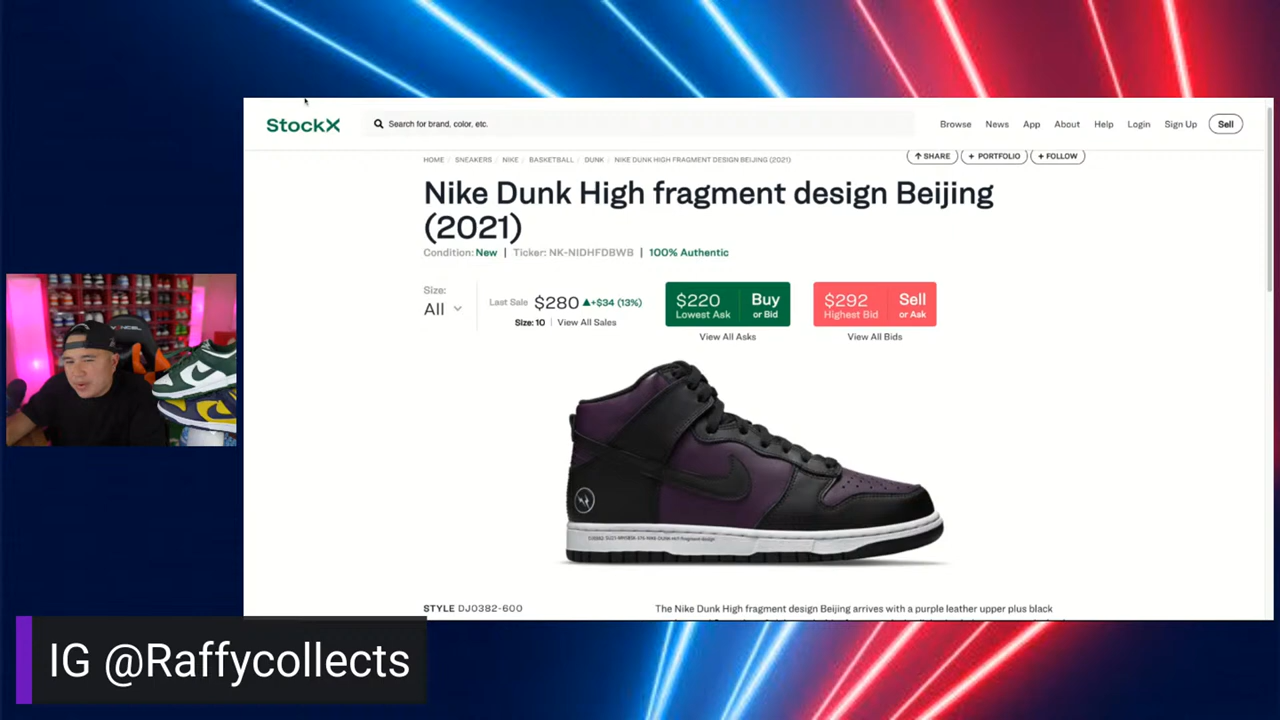 StockX
Search for brand, color, etc.
Browse News App About Help Login Sign Up Sell
HOME / SNEAKERS / NIKE / BASKETBALL / DUNK / NIKE DUNK HIGH FRAGMENT DESIGN BEIJING (2021)
SHARE + PORTFOLIO + FOLLOW
Nike Dunk High fragment design Beijing
(2021)
Condition: New | Ticker: NK-NIDHFDBWB | 100% Authentic
Size:
All
Last Sale $280 ▲+$34 (13%)
Size: 10 | View All Sales
$220 Buy
Lowest Ask or Bid
View All Asks
$292 Sell
Highest Bid or Ask
View All Bids
STYLE DJ0382-600
The Nike Dunk High fragment design Beijing arrives with a purple leather upper plus black
IG @Raffycollects